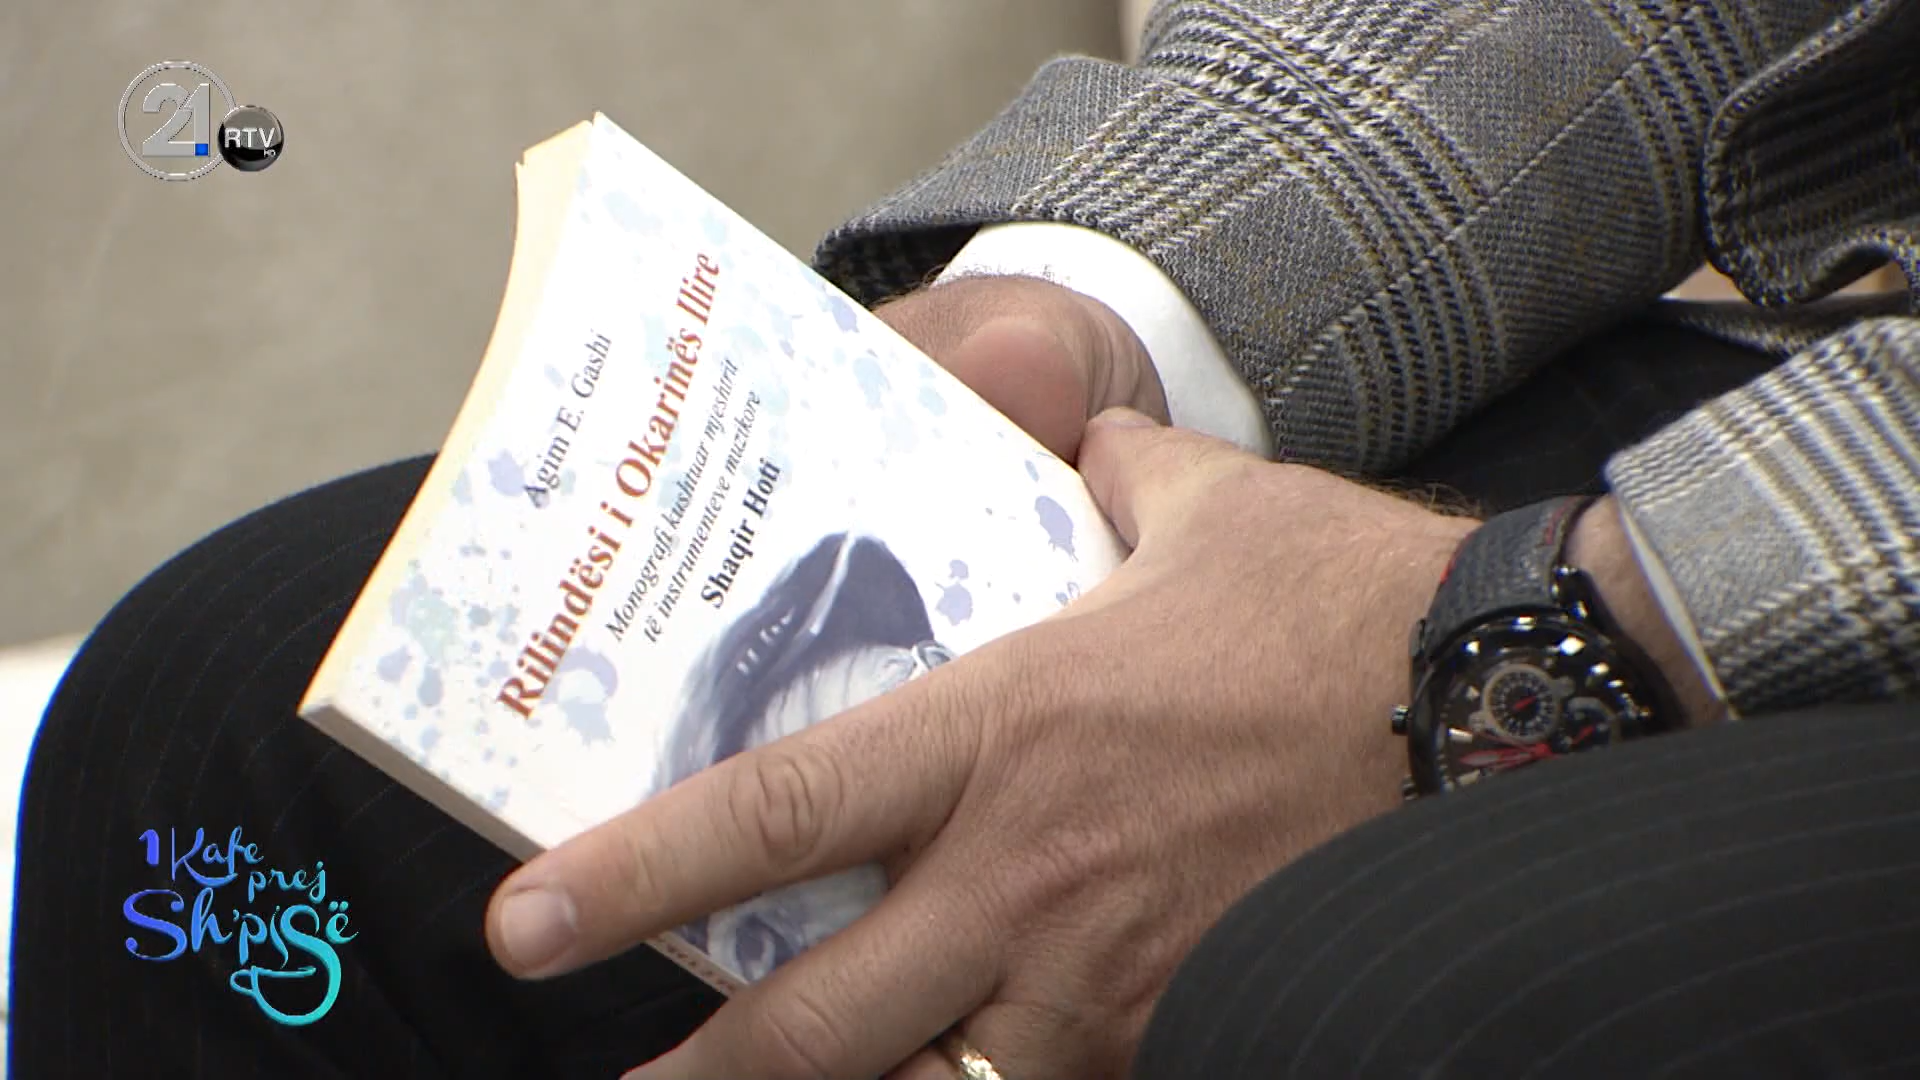 21
RTV
HD
Agim E. Gashi
Rilindësi i Okarinës Ilire
Monografi kushtuar mjeshtrit
të instrumenteve muzikore
Shaqir Hoti
1 Kafe
prej
Sh'pisë